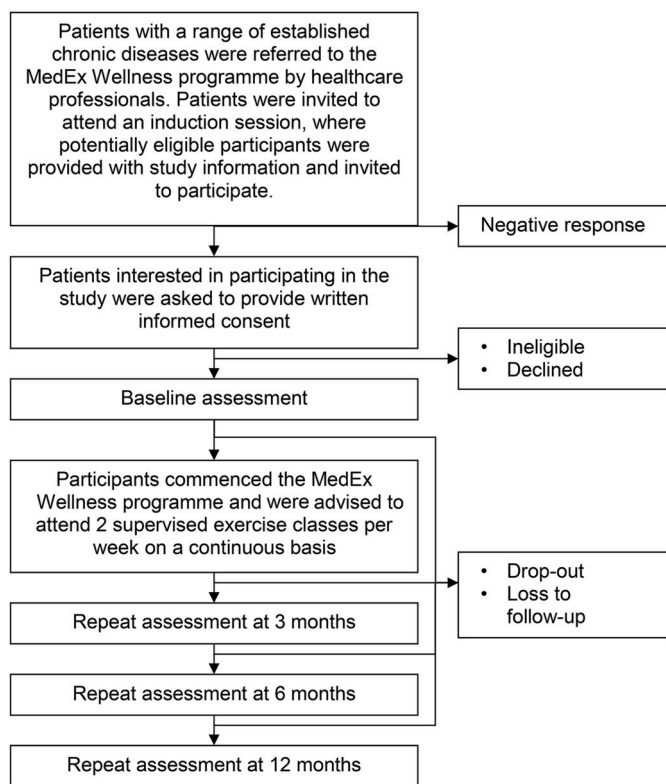 Patients with a range of established
chronic diseases were referred to the
MedEx Wellness programme by healthcare
professionals. Patients were invited to
attend an induction session, where
potentially eligible participants were
provided with study information and invited
to participate.
Negative response
Patients interested in participating in the
study were asked to provide written
informed consent
• Ineligible
• Declined
Baseline assessment
Participants commenced the MedEx
Wellness programme and were advised to
attend 2 supervised exercise classes per
week on a continuous basis
• Drop-out
• Loss to
follow-up
Repeat assessment at 3 months
Repeat assessment at 6 months
Repeat assessment at 12 months